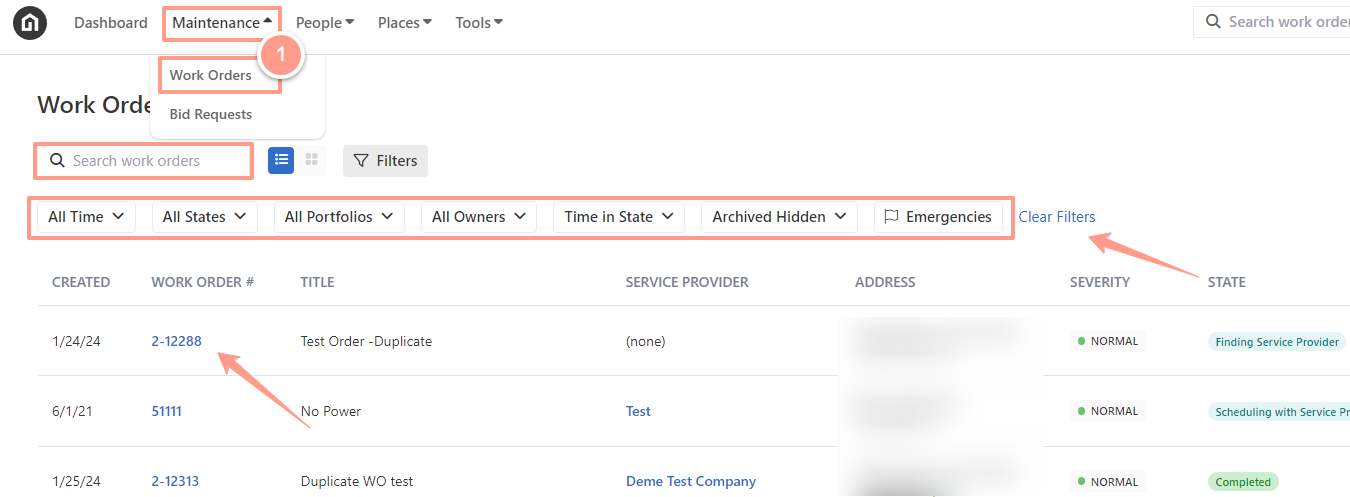 Dashboard Maintenance People Places Tools Search work order
1
Work Orders
Work Orde
Bid Requests
Search work orders Filters
All Time All States All Portfolios All Owners Time in State Archived Hidden Emergencies Clear Filters
CREATED WORK ORDER # TITLE SERVICE PROVIDER ADDRESS SEVERITY STATE
1/24/24 2-12288 Test Order -Duplicate (none) NORMAL Finding Service Provider
6/1/21 51111 No Power Test NORMAL Scheduling with Service Pr
1/25/24 2-12313 Duplicate WO test Deme Test Company NORMAL Completed